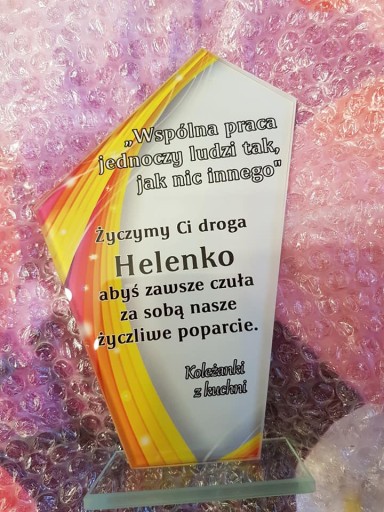 „Wspólna praca
jednoczy ludzi tak,
jak nic innego"
Życzymy Ci droga
Helenko
abyś zawsze czuła
za sobą nasze
życzliwe poparcie.
Koleżanki
z kuchni